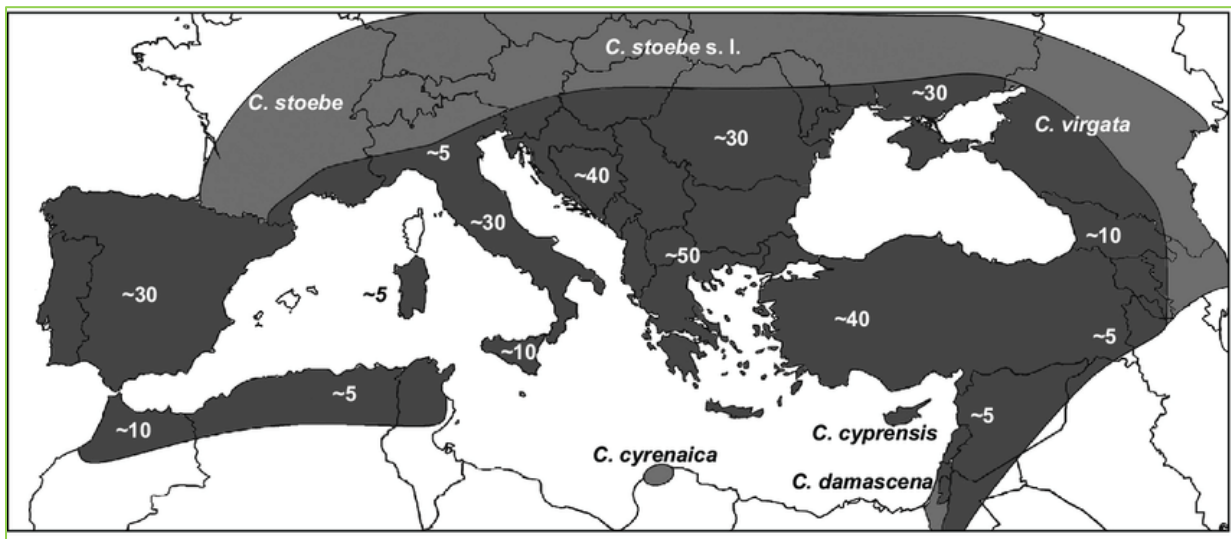 C. stoebe s. l.
C. stoebe
~30
C. virgata
~5
~30
~40
~30
~10
~50
~30
~5
~40
~5
~10
~5
~5
~10
C. cyprensis
C. cyrenaica
C. damascena